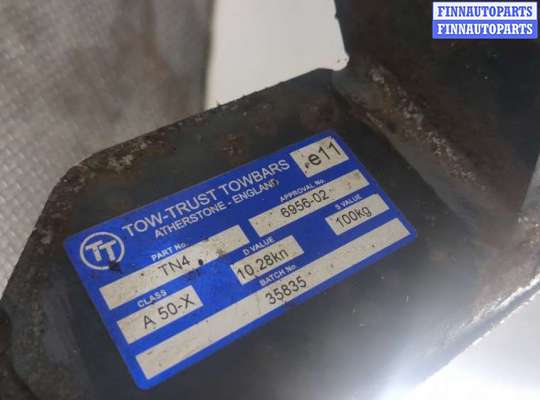 FINNAUTOPARTS
FINNAUTOPARTS
TT
TOW-TRUST TOWBARS
ATHERSTONE - ENGLAND
e11
PART No.
TN4
APPROVAL No.
6956-02
CLASS
A 50-X
D VALUE
10.28kn
S VALUE
100kg
BATCH No.
35835